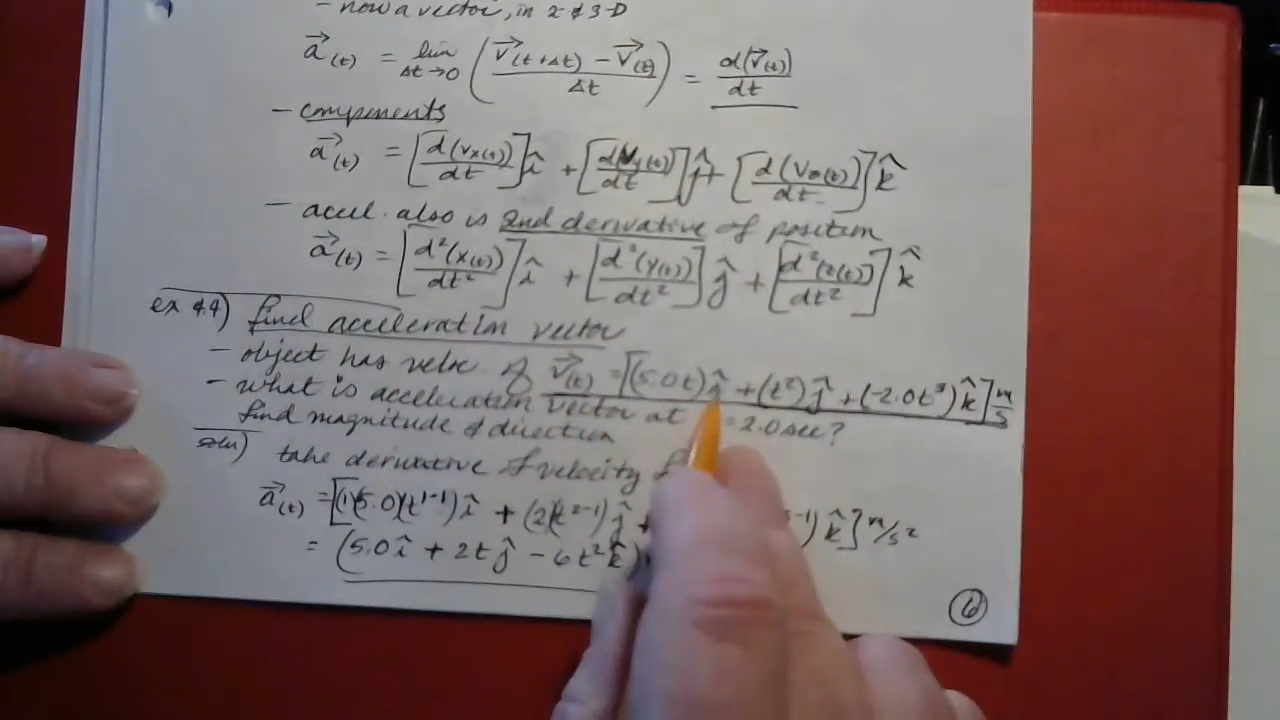 - now a vector, in 2 & 3-D
a⃗(t) = lim Δt→0 ( (v⃗(t+Δt) - v⃗(t)) / Δt ) = d(v⃗(t)) / dt
- components
a⃗(t) = [d(vx(t))/dt] î + [d(vy(t))/dt] ĵ + [d(vz(t))/dt] k̂
- accel. also is 2nd derivative of position
a⃗(t) = [d²(x(t))/dt²] î + [d²(y(t))/dt²] ĵ + [d²(z(t))/dt²] k̂
ex 4.4) find acceleration vector
- object has veloc. of v⃗(t) = [(5.0t) î + (t²) ĵ + (-2.0t³) k̂] m/s
- what is acceleration vector at = 2.0 sec?
find magnitude & direction
soln) take derivative of velocity
a⃗(t) = [(1)(5.0)(t¹⁻¹) î + (2)(t²⁻¹) ĵ + ⁻¹) k̂] m/s²
= (5.0 î + 2t ĵ - 6t² k̂)
6